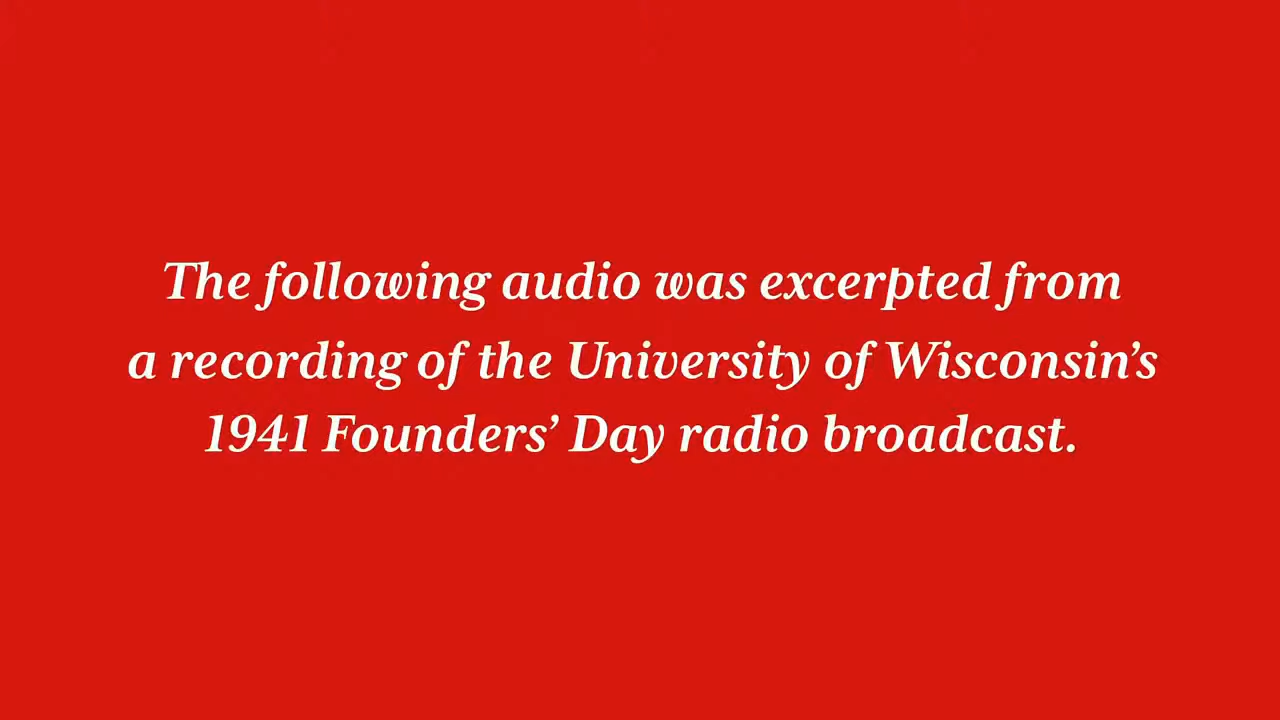 The following audio was excerpted from
a recording of the University of Wisconsin’s
1941 Founders’ Day radio broadcast.